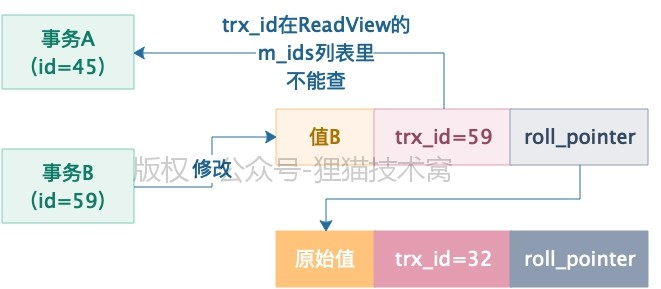 事务A
(id=45)
trx_id在ReadView的
m_ids列表里
不能查
值B
trx_id=59
roll_pointer
事务B
(id=59)
修改
版权 公众号-狸猫技术窝
原始值
trx_id=32
roll_pointer